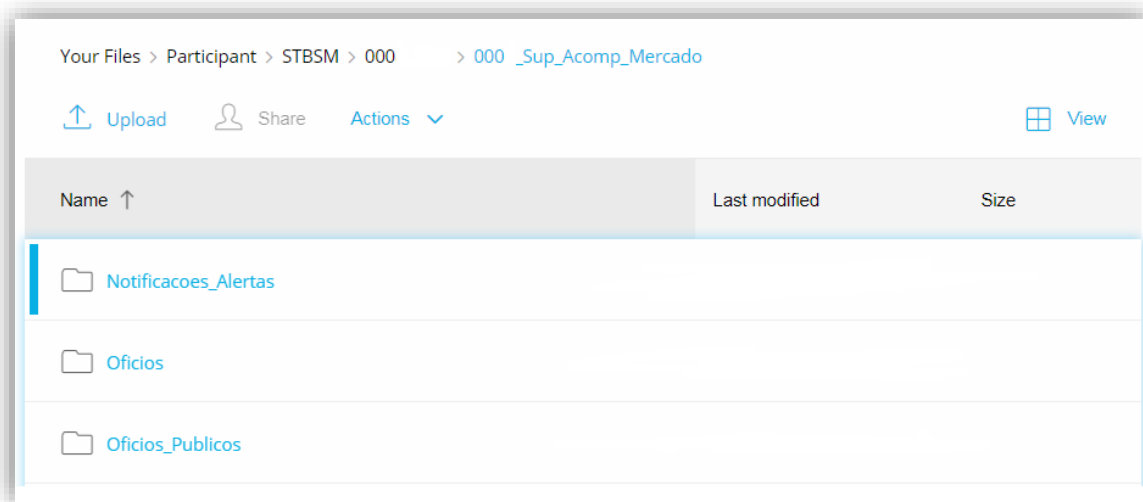 Your Files > Participant > STBSM > 000 > 000 _Sup_Acomp_Mercado
Upload Share Actions View
Name ↑ Last modified Size
Notificacoes_Alertas
Oficios
Oficios_Publicos